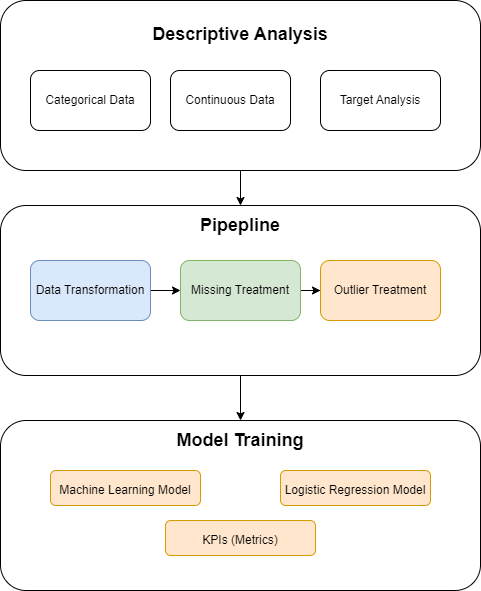 Descriptive Analysis
Categorical Data
Continuous Data
Target Analysis
Pipepline
Data Transformation
Missing Treatment
Outlier Treatment
Model Training
Machine Learning Model
Logistic Regression Model
KPIs (Metrics)